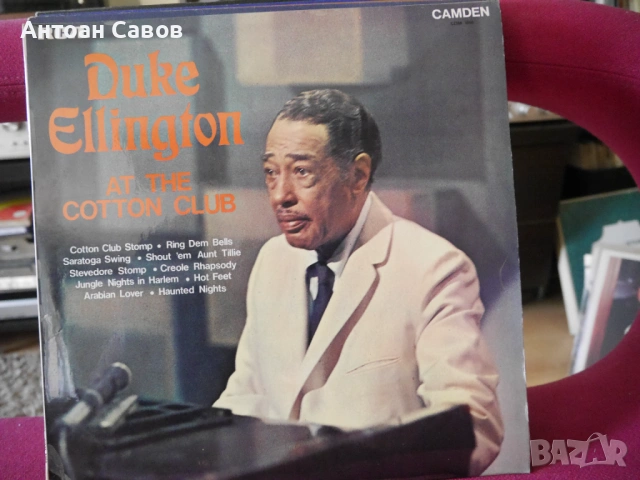 Антоан Савов
CAMDEN
Duke
Ellington
AT THE
COTTON CLUB
Cotton Club Stomp • Ring Dem Bells
Saratoga Swing • Shout 'em Aunt Tillie
Stevedore Stomp • Creole Rhapsody
Jungle Nights in Harlem • Hot Feet
Arabian Lover • Haunted Nights
BAZAR